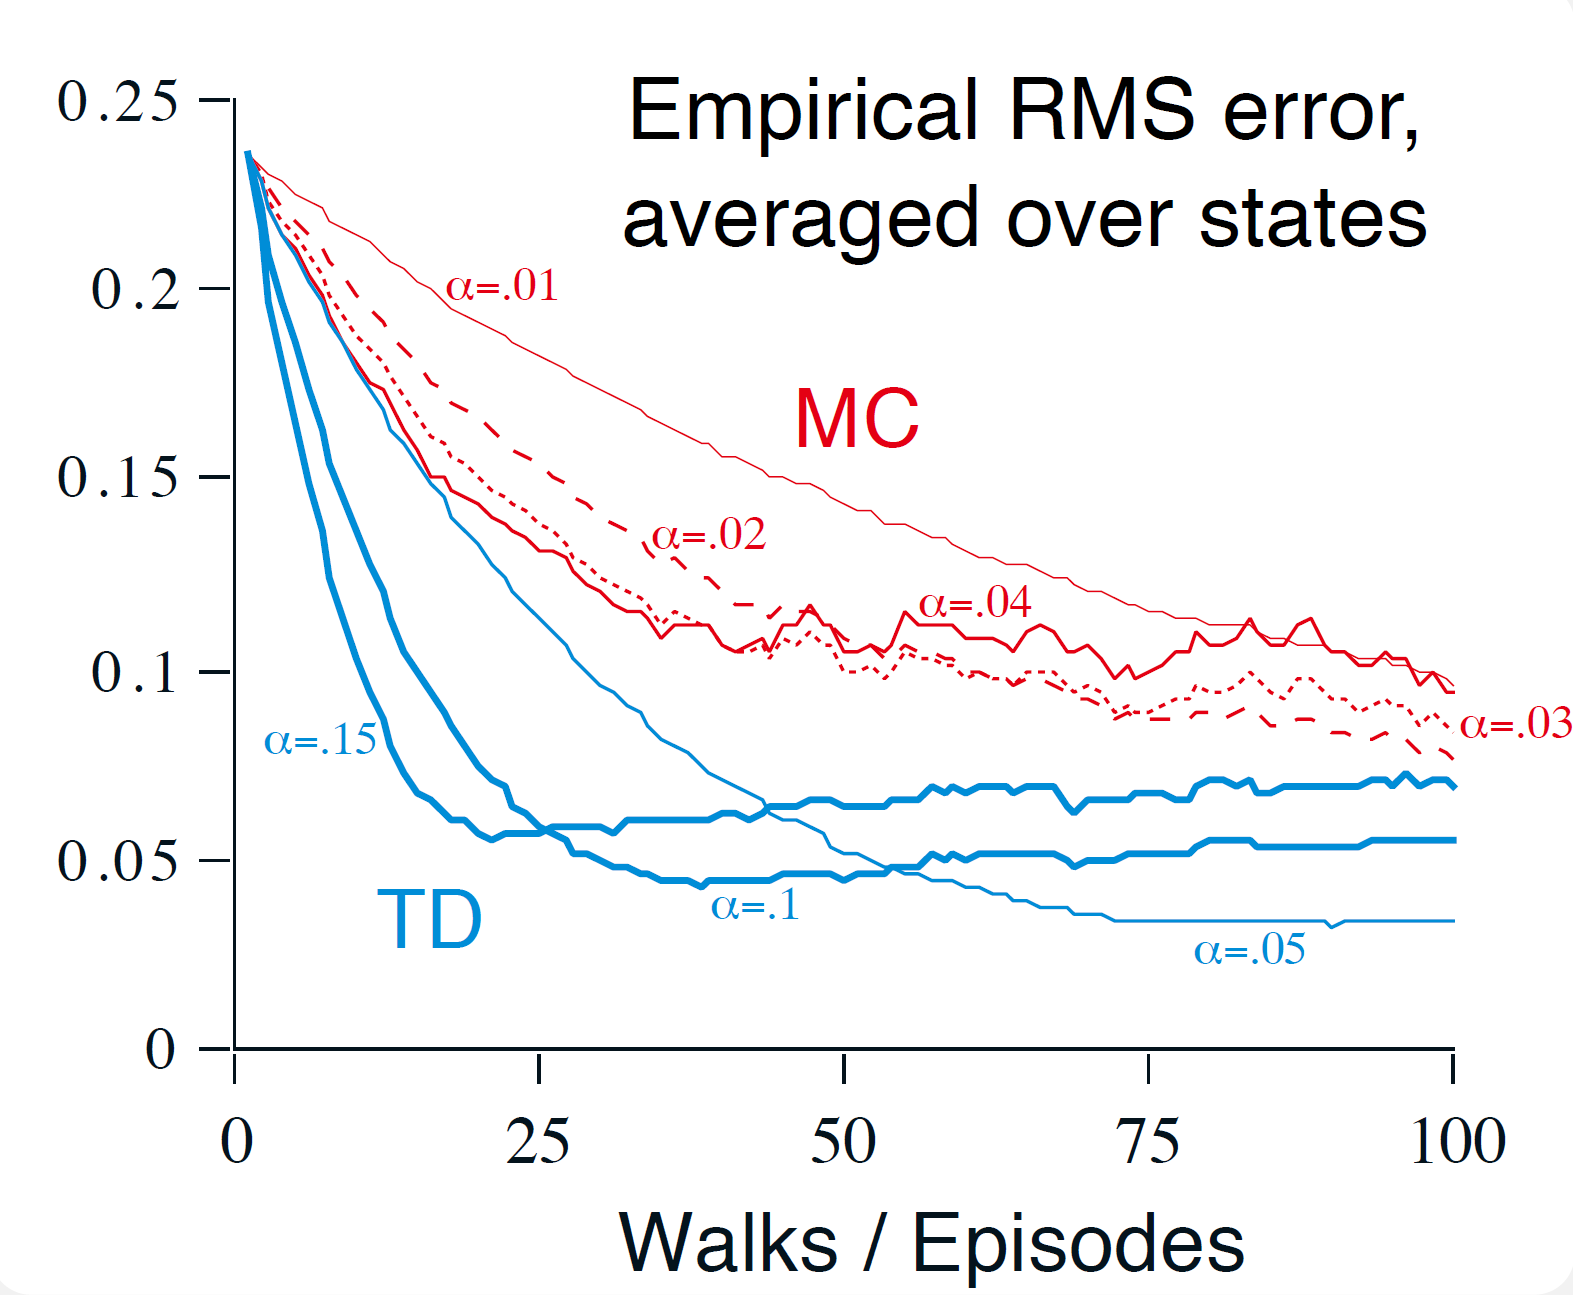 Empirical RMS error,
averaged over states
0.25
0.2
0.15
0.1
0.05
0
α=.01
MC
α=.02
α=.04
α=.03
α=.15
TD
α=.1
α=.05
0 25 50 75 100
Walks / Episodes